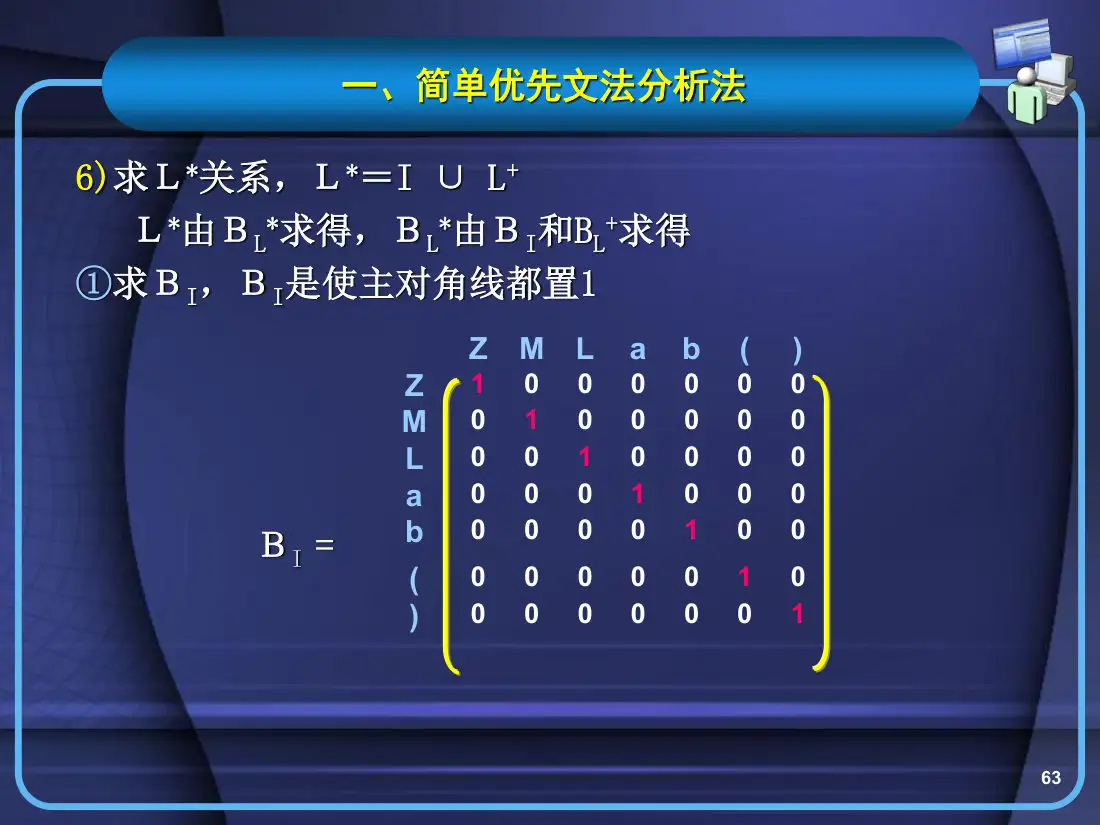 一、简单优先文法分析法
6)求L*关系，L*=I ∪ L+
L*由BL*求得，BL*由BI和BL+求得
①求BI，BI是使主对角线都置1
Z M L a b ( )
Z 1 0 0 0 0 0 0
M 0 1 0 0 0 0 0
L 0 0 1 0 0 0 0
a 0 0 0 1 0 0 0
b 0 0 0 0 1 0 0
BI =
( 0 0 0 0 0 1 0
) 0 0 0 0 0 0 1
63